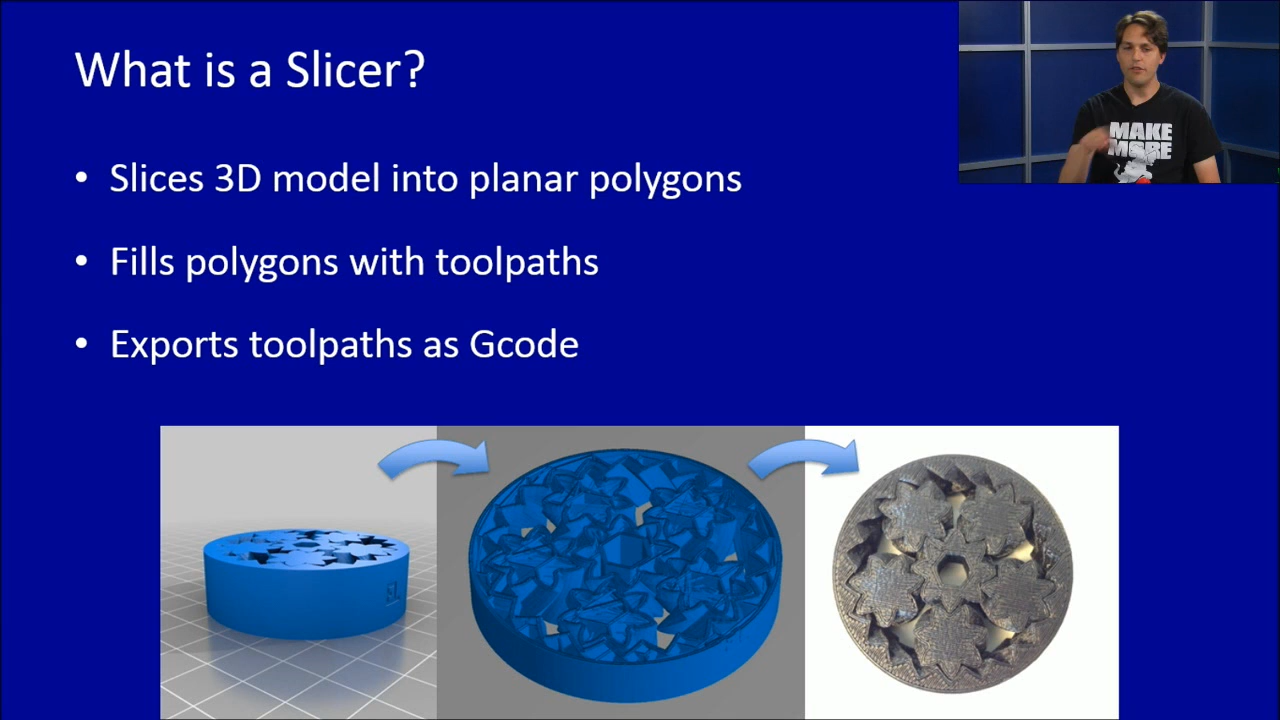 What is a Slicer?
• Slices 3D model into planar polygons
• Fills polygons with toolpaths
• Exports toolpaths as Gcode
MAKE
MORE